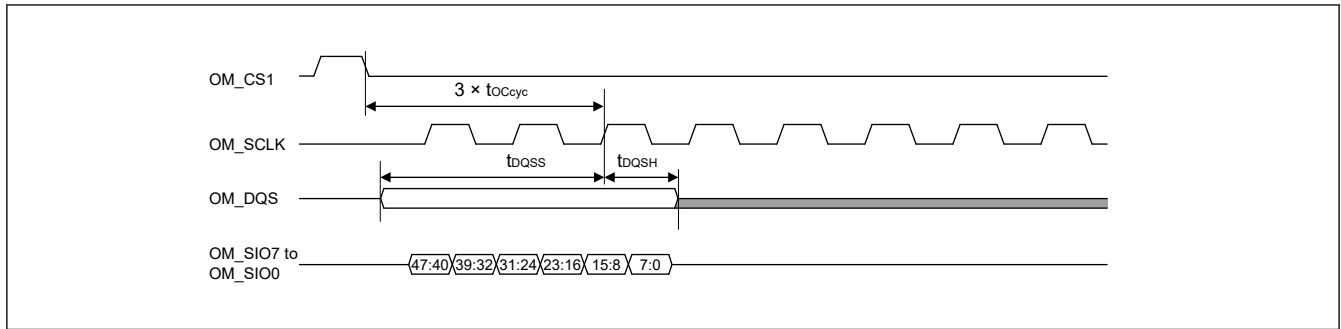 OM_CS1
3 × tOCcyc
OM_SCLK
tDQSS
tDQSH
OM_DQS
OM_SIO7 to
OM_SIO0
47:40 39:32 31:24 23:16 15:8 7:0